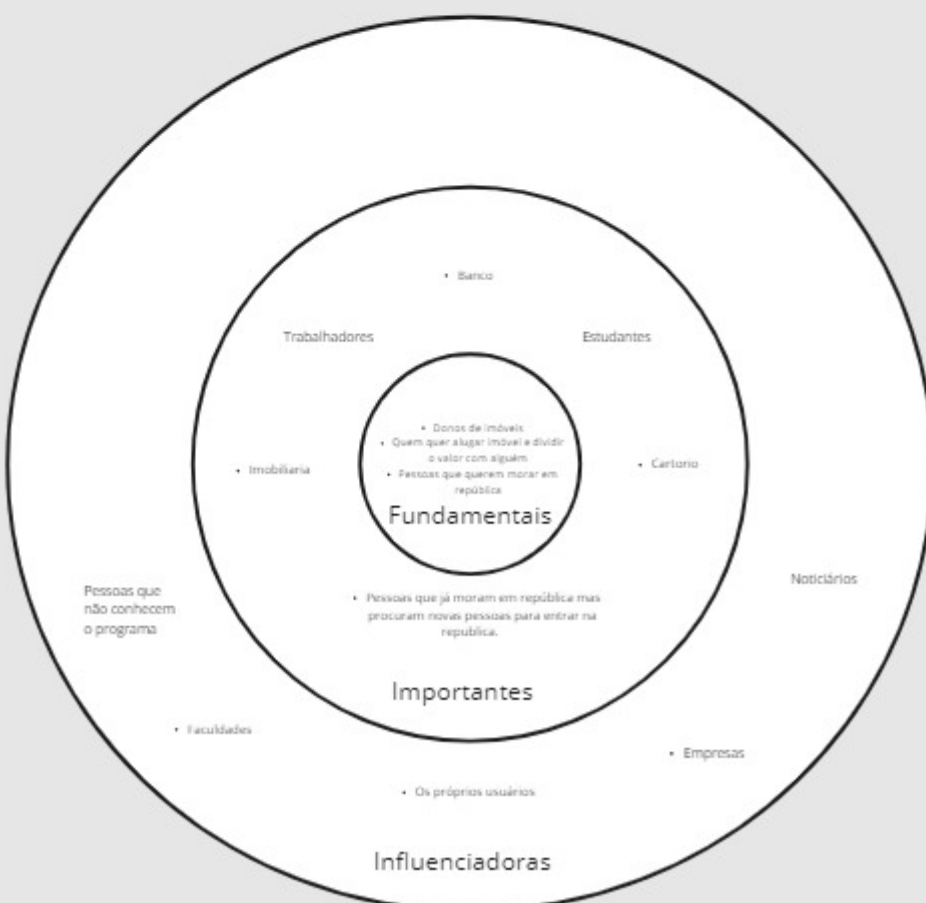 • Banco
Trabalhadores
Estudantes
• Donos de imóveis
• Quem quer alugar imóvel e dividir
o valor com alguém
• Pessoas que querem morar em
república
Fundamentais
• Imobiliaria
• Cartorio
• Pessoas que já moram em república mas
procuram novas pessoas para entrar na
republica.
Importantes
Noticiários
Pessoas que
não conhecem
o programa
• Faculdades
• Empresas
• Os próprios usuários
Influenciadoras